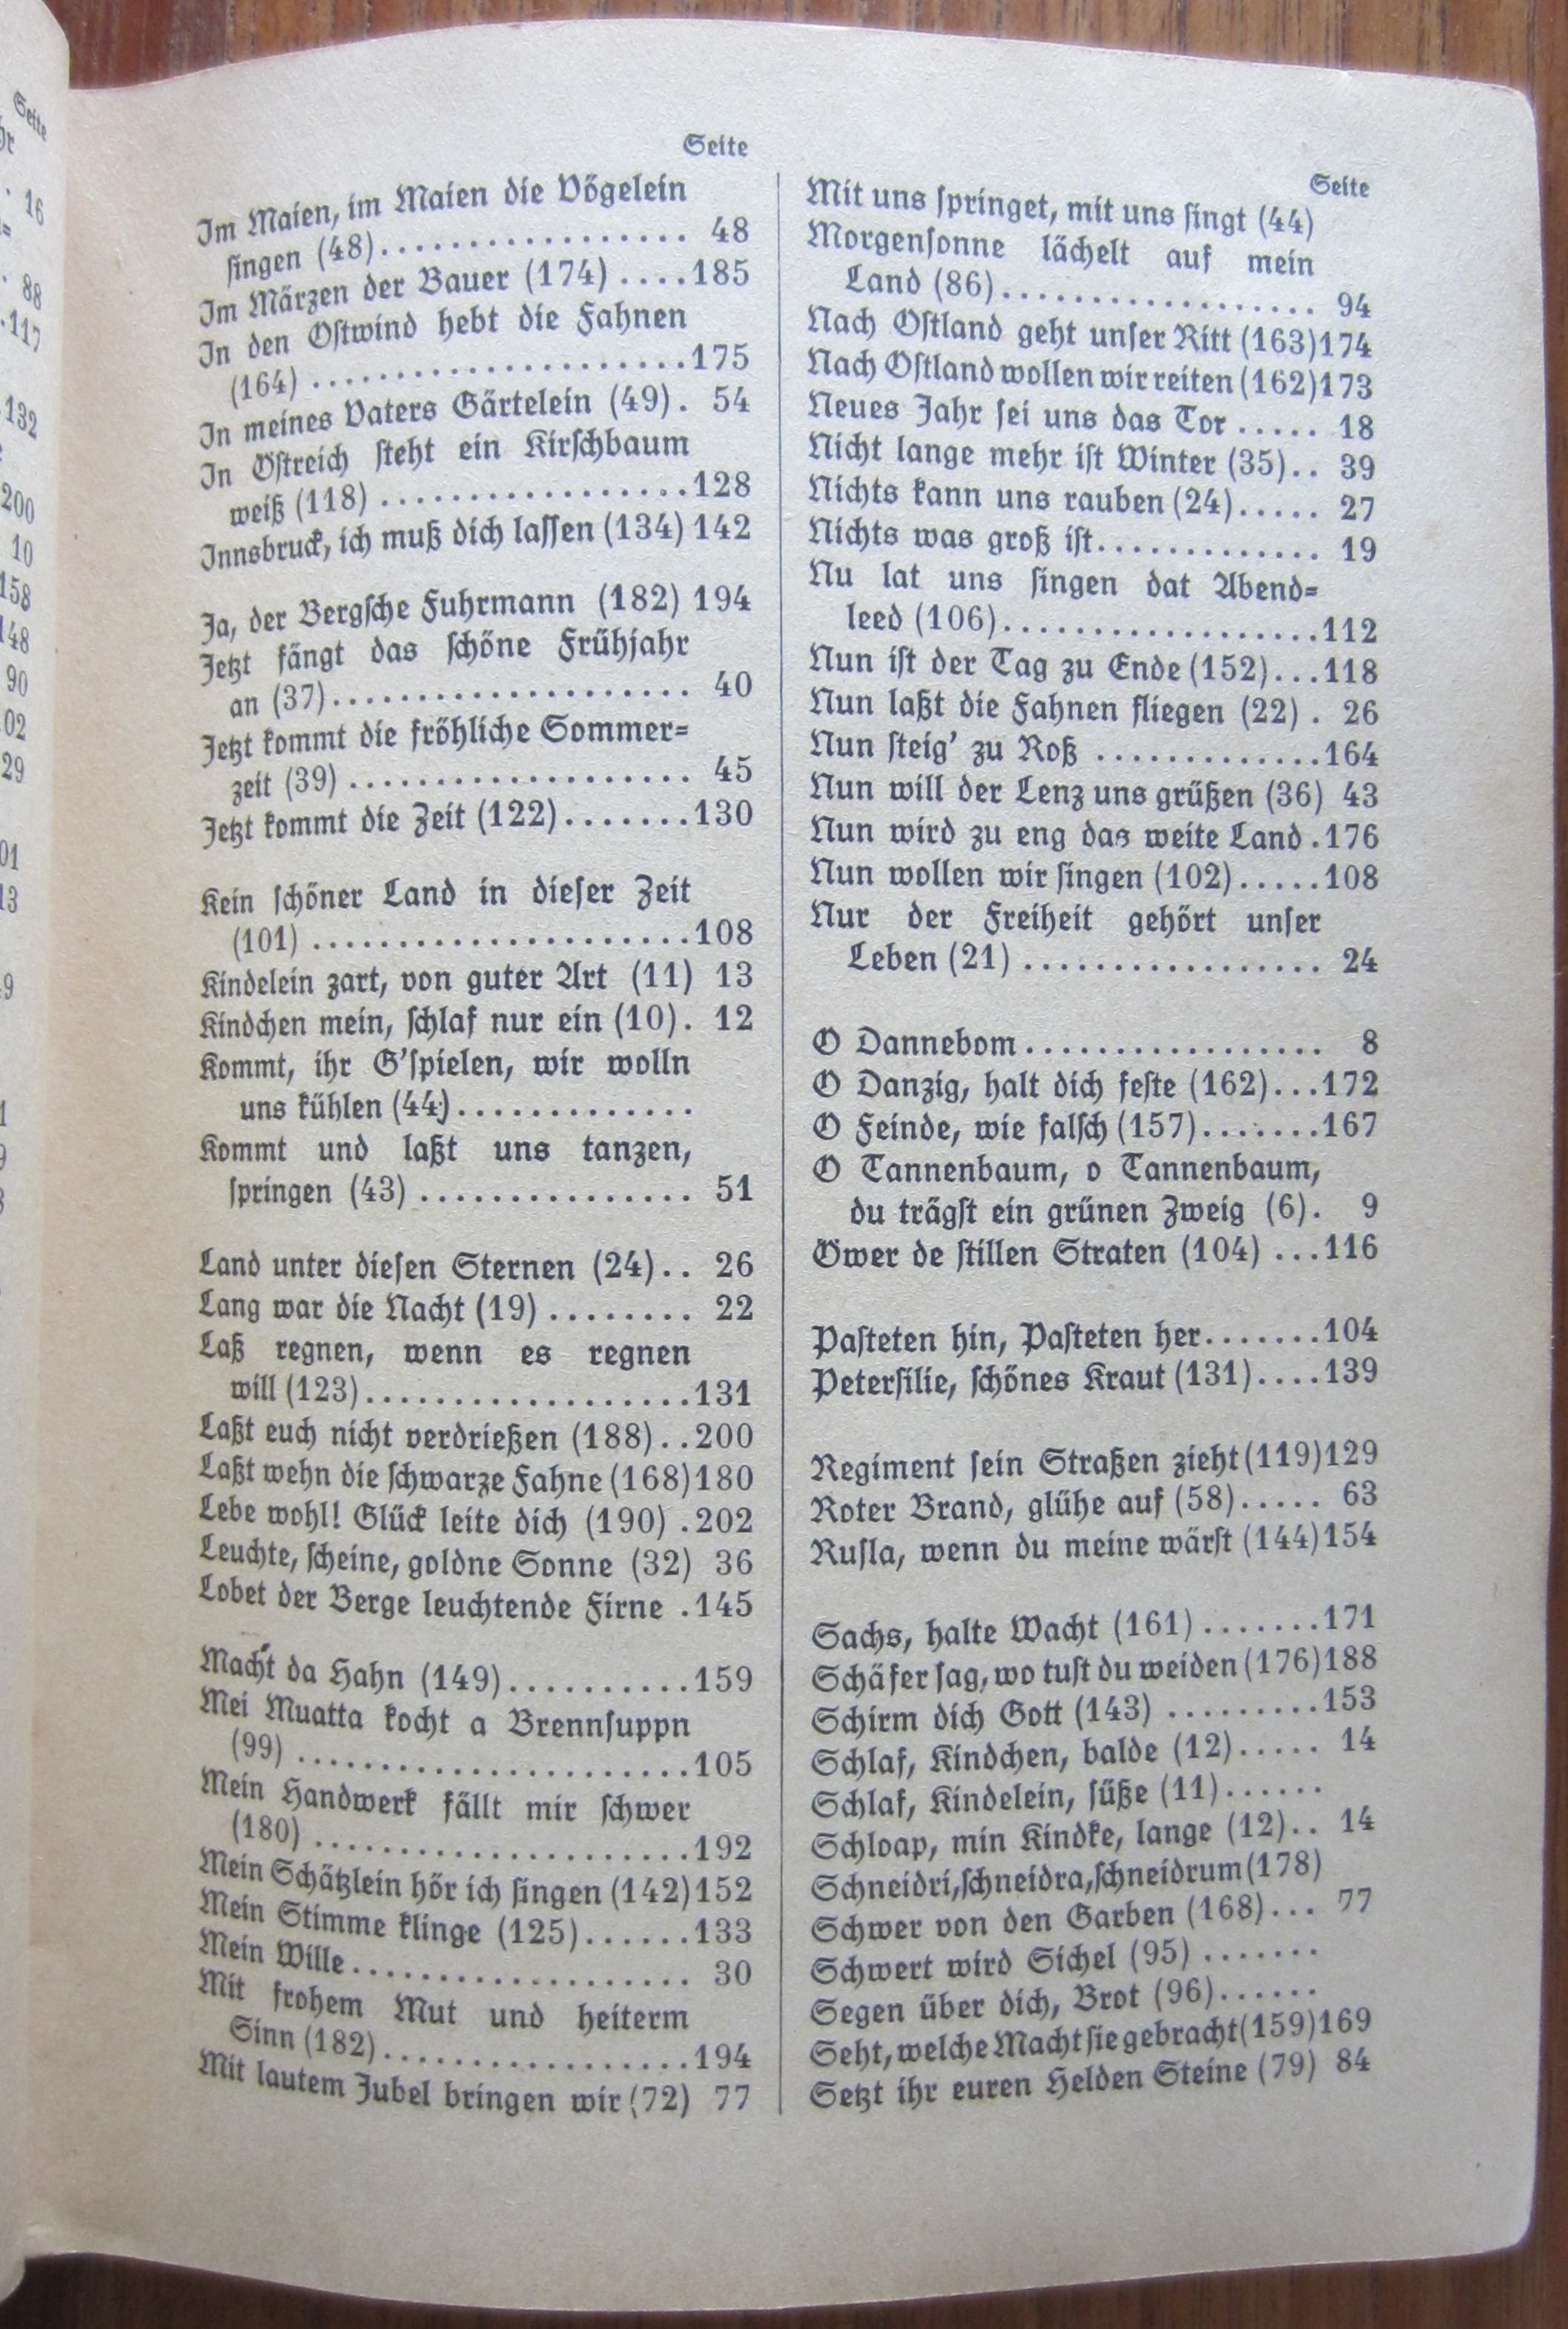 Seite
Im Maien, im Maien die Vögelein
singen (48)................. 48
Im Märzen der Bauer (174) ....185
In den Ostwind hebt die Fahnen
(164) ......................175
In meines Vaters Gärtelein (49). 54
In Östreich steht ein Kirschbaum
weiß (118) ..................128
Innsbruck, ich muß dich lassen (134) 142
Ja, der Bergsche Fuhrmann (182) 194
Jetzt fängt das schöne Frühjahr
an (37)..................... 40
Jetzt kommt die fröhliche Sommer=
zeit (39) .................... 45
Jetzt kommt die Zeit (122).......130
Kein schöner Land in dieser Zeit
(101) ......................108
Kindelein zart, von guter Art (11) 13
Kindchen mein, schlaf nur ein (10). 12
Kommt, ihr G'spielen, wir wolln
uns kühlen (44)..............
Kommt und laßt uns tanzen,
springen (43) ................ 51
Land unter diesen Sternen (24).. 26
Lang war die Nacht (19) ........ 22
Laß regnen, wenn es regnen
will (123)...................131
Laßt euch nicht verdrießen (188)..200
Laßt wehn die schwarze Fahne (168)180
Lebe wohl! Glück leite dich (190) .202
Leuchte, scheine, goldne Sonne (32) 36
Lobet der Berge leuchtende Firne .145
Macht da Hahn (149)...........159
Mei Muatta kocht a Brennsuppn
(99) .......................105
Mein Handwerk fällt mir schwer
(180) ......................192
Mein Schätzlein hör ich singen (142)152
Mein Stimme klinge (125)......133
Mein Wille.................... 30
Mit frohem Mut und heiterm
Sinn (182)..................194
Mit lautem Jubel bringen wir (72) 77
Seite
Mit uns springet, mit uns singt (44)
Morgensonne lächelt auf mein
Land (86)................... 94
Nach Ostland geht unser Ritt (163)174
Nach Ostland wollen wir reiten (162)173
Neues Jahr sei uns das Tor ..... 18
Nicht lange mehr ist Winter (35).. 39
Nichts kann uns rauben (24)..... 27
Nichts was groß ist............. 19
Nu lat uns singen dat Abend=
leed (106)...................112
Nun ist der Tag zu Ende (152)...118
Nun laßt die Fahnen fliegen (22) . 26
Nun steig' zu Roß .............164
Nun will der Lenz uns grüßen (36) 43
Nun wird zu eng das weite Land .176
Nun wollen wir singen (102).....108
Nur der Freiheit gehört unser
Leben (21) .................. 24
O Dannebom................. 8
O Danzig, halt dich feste (162)...172
O Feinde, wie falsch (157).......167
O Tannenbaum, o Tannenbaum,
du trägst ein grünen Zweig (6). 9
Öwer de stillen Straten (104) ...116
Pasteten hin, Pasteten her.......104
Petersilie, schönes Kraut (131)....139
Regiment sein Straßen zieht (119)129
Roter Brand, glühe auf (58)..... 63
Rusla, wenn du meine wärst (144)154
Sachs, halte Wacht (161) .......171
Schäfer sag, wo tust du weiden (176)188
Schirm dich Gott (143) .........153
Schlaf, Kindchen, balde (12)..... 14
Schlaf, Kindelein, süße (11)......
Schloap, min Kindke, lange (12).. 14
Schneidri, schneidra, schneidrum (178)
Schwer von den Garben (168)... 77
Schwert wird Sichel (95) .......
Segen über dich, Brot (96)......
Seht, welche Macht sie gebracht (159)169
Setzt ihr euren Helden Steine (79) 84
Seite
16
88
117
132
200
10
158
148
90
02
29
01
13